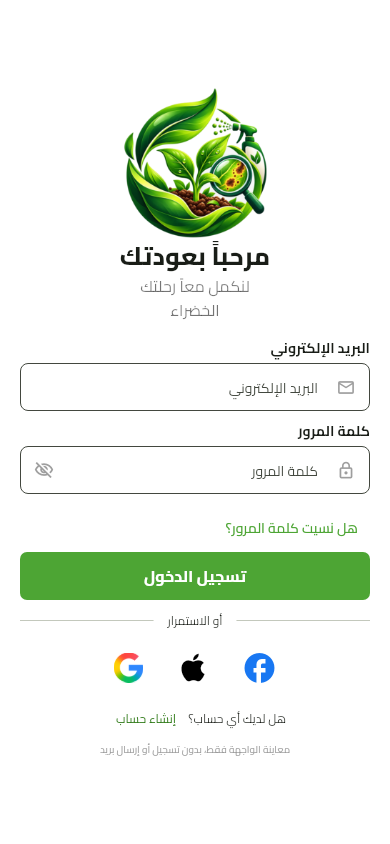 مرحباً بعودتك
لنكمل معاً رحلتك
الخضراء
البريد الإلكتروني
البريد الإلكتروني
كلمة المرور
كلمة المرور
هل نسيت كلمة المرور؟
تسجيل الدخول
أو الاستمرار
هل لديك أي حساب؟ إنشاء حساب
معاينة الواجهة فقط، بدون تسجيل أو إرسال بريد